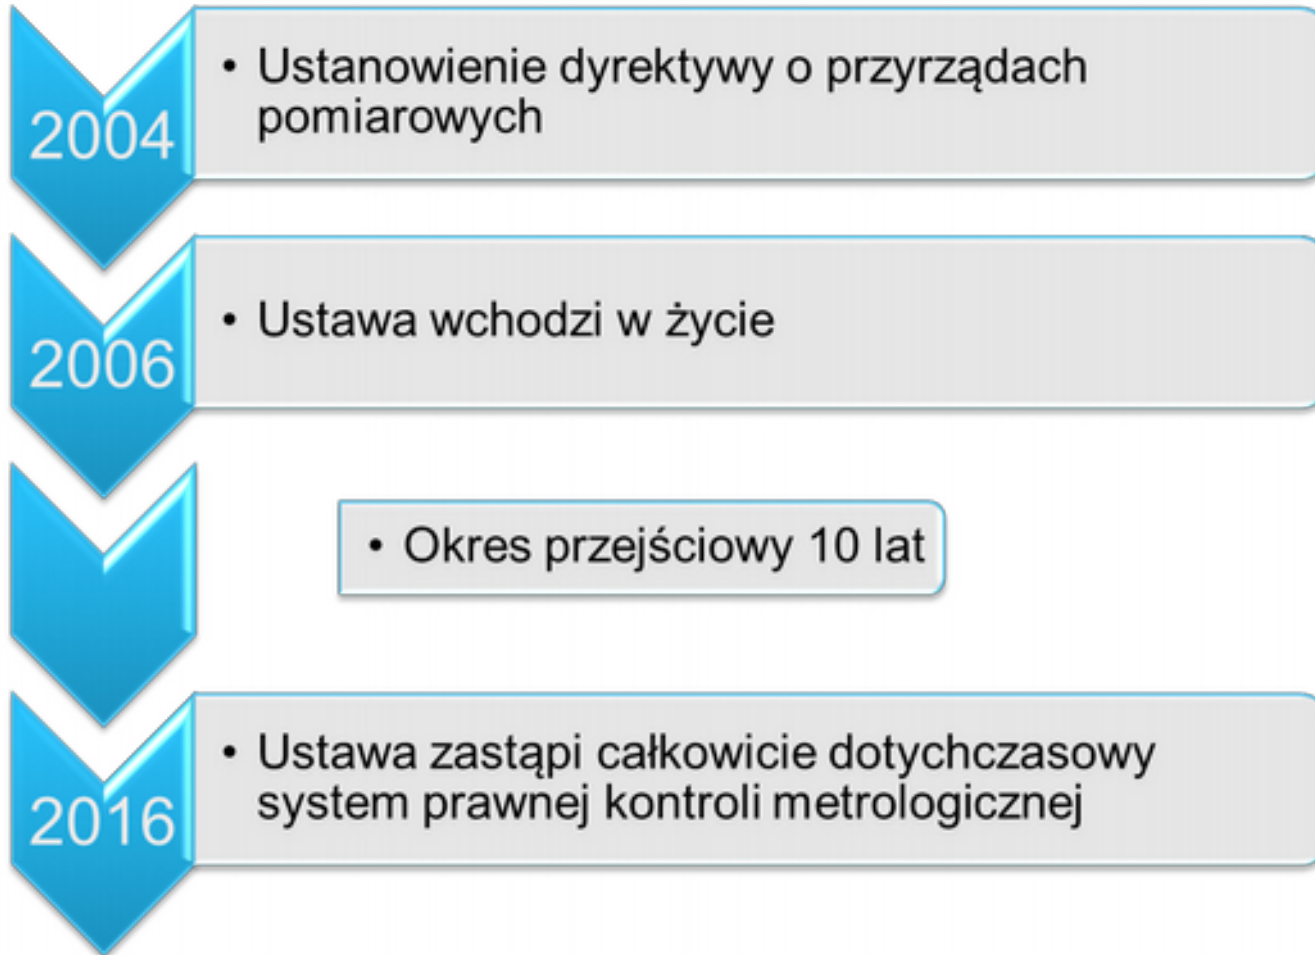 2004
• Ustanowienie dyrektywy o przyrządach
pomiarowych
2006
• Ustawa wchodzi w życie
• Okres przejściowy 10 lat
2016
• Ustawa zastąpi całkowicie dotychczasowy
system prawnej kontroli metrologicznej